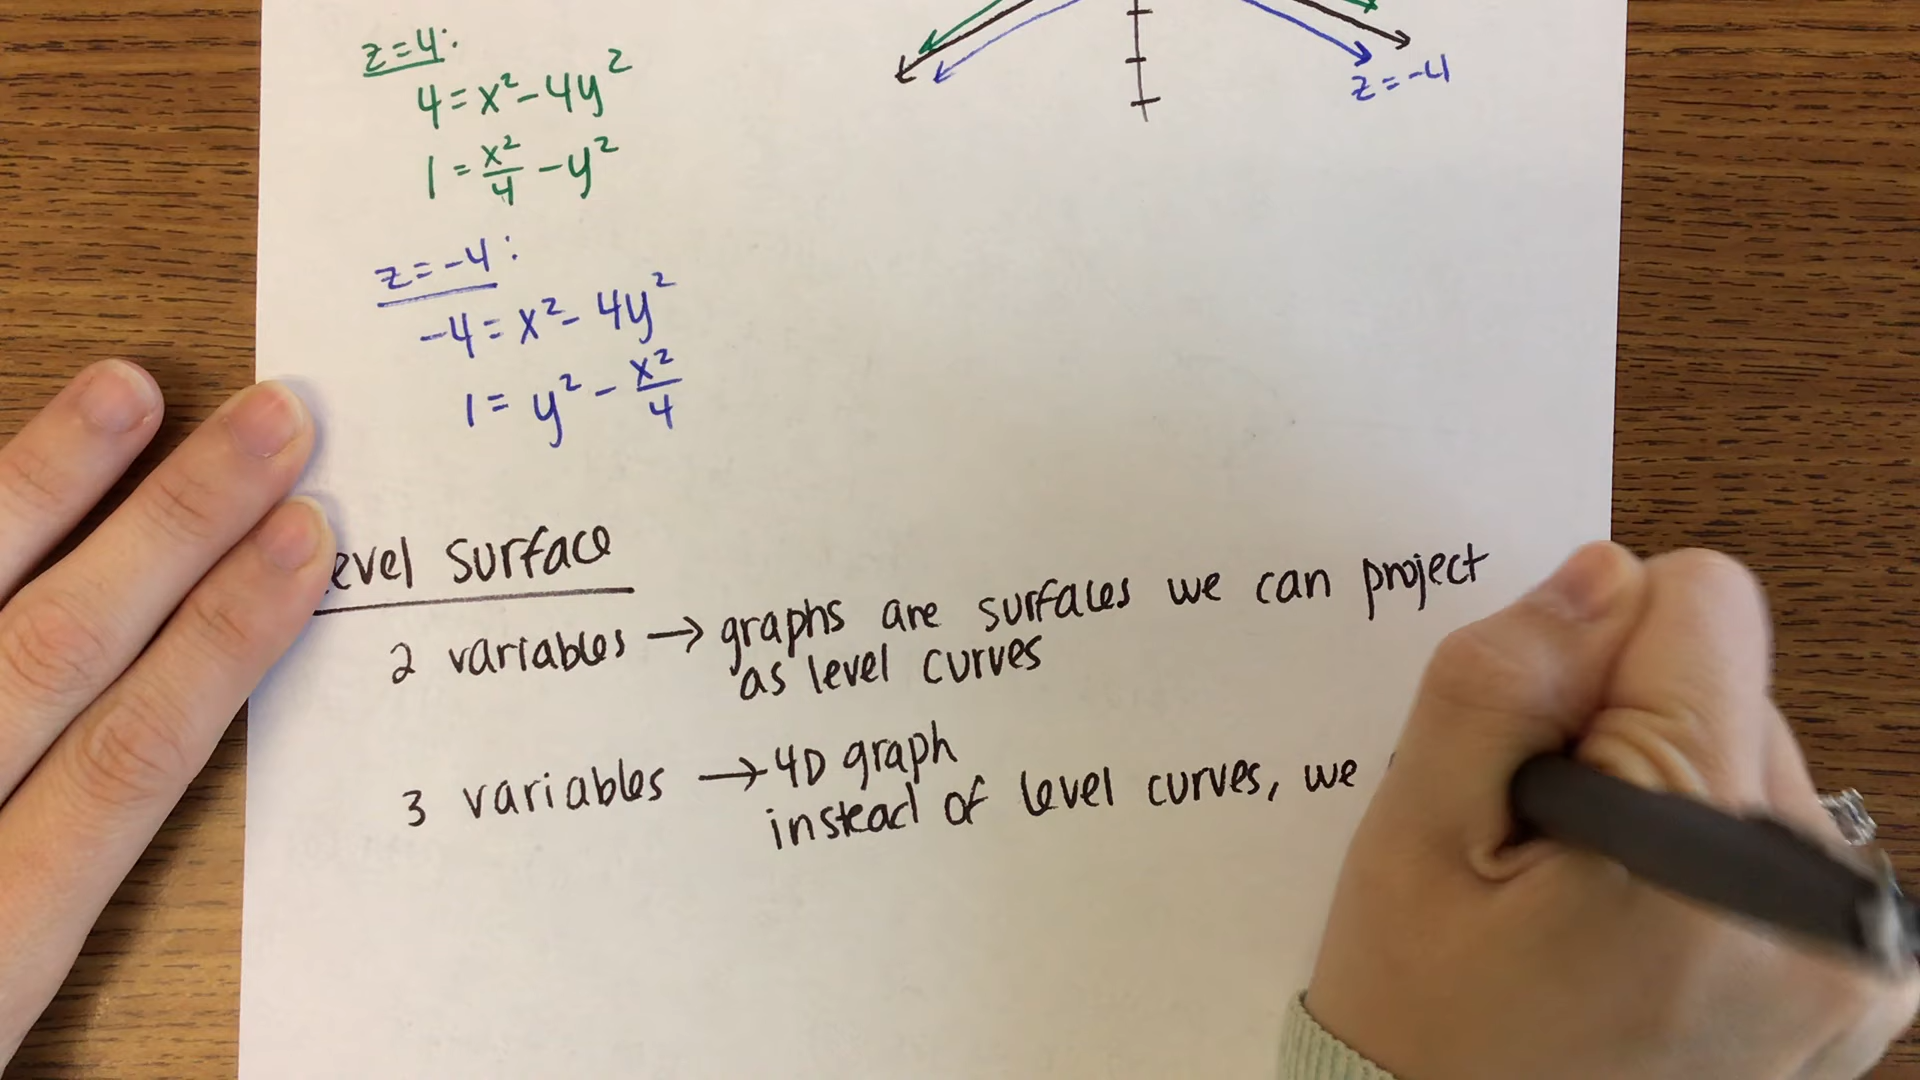 z=4:
4=x²-4y²
1=x²/4-y²
z=-4
z=-4:
-4=x²-4y²
1=y²-x²/4
evel surface
2 variables → graphs are surfaces we can project
as level curves
3 variables → 4D graph
instead of level curves, we